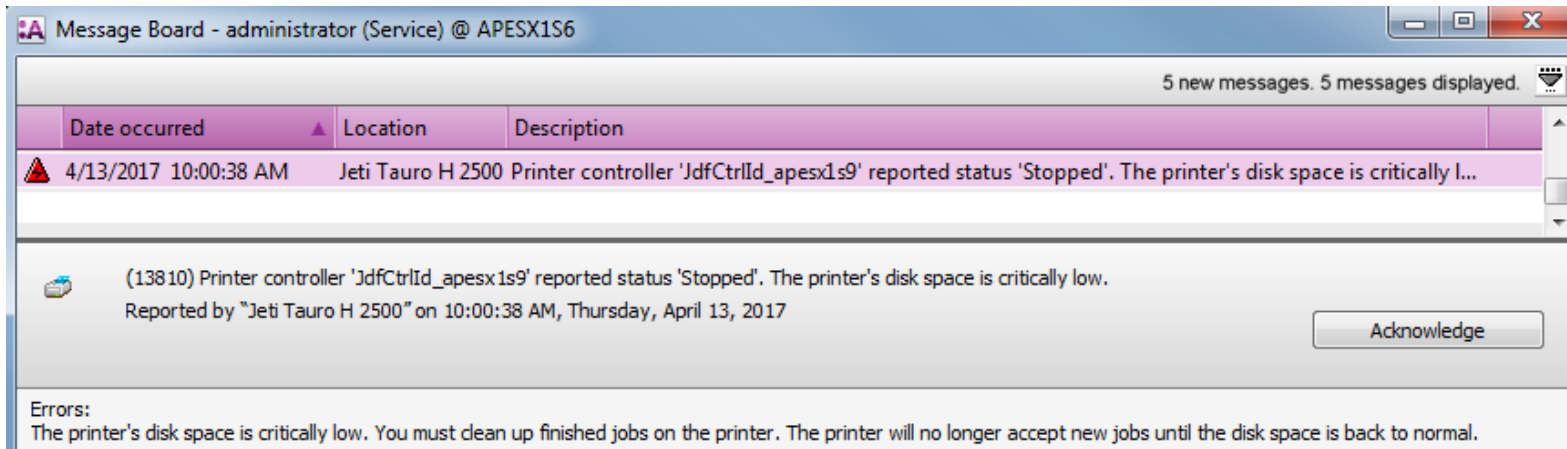 :A Message Board - administrator (Service) @ APESX1S6
5 new messages. 5 messages displayed.
Date occurred Location Description
4/13/2017 10:00:38 AM Jeti Tauro H 2500 Printer controller 'JdfCtrlId_apesx1s9' reported status 'Stopped'. The printer's disk space is critically l...
(13810) Printer controller 'JdfCtrlId_apesx1s9' reported status 'Stopped'. The printer's disk space is critically low.
Reported by "Jeti Tauro H 2500" on 10:00:38 AM, Thursday, April 13, 2017
Acknowledge
Errors:
The printer's disk space is critically low. You must clean up finished jobs on the printer. The printer will no longer accept new jobs until the disk space is back to normal.